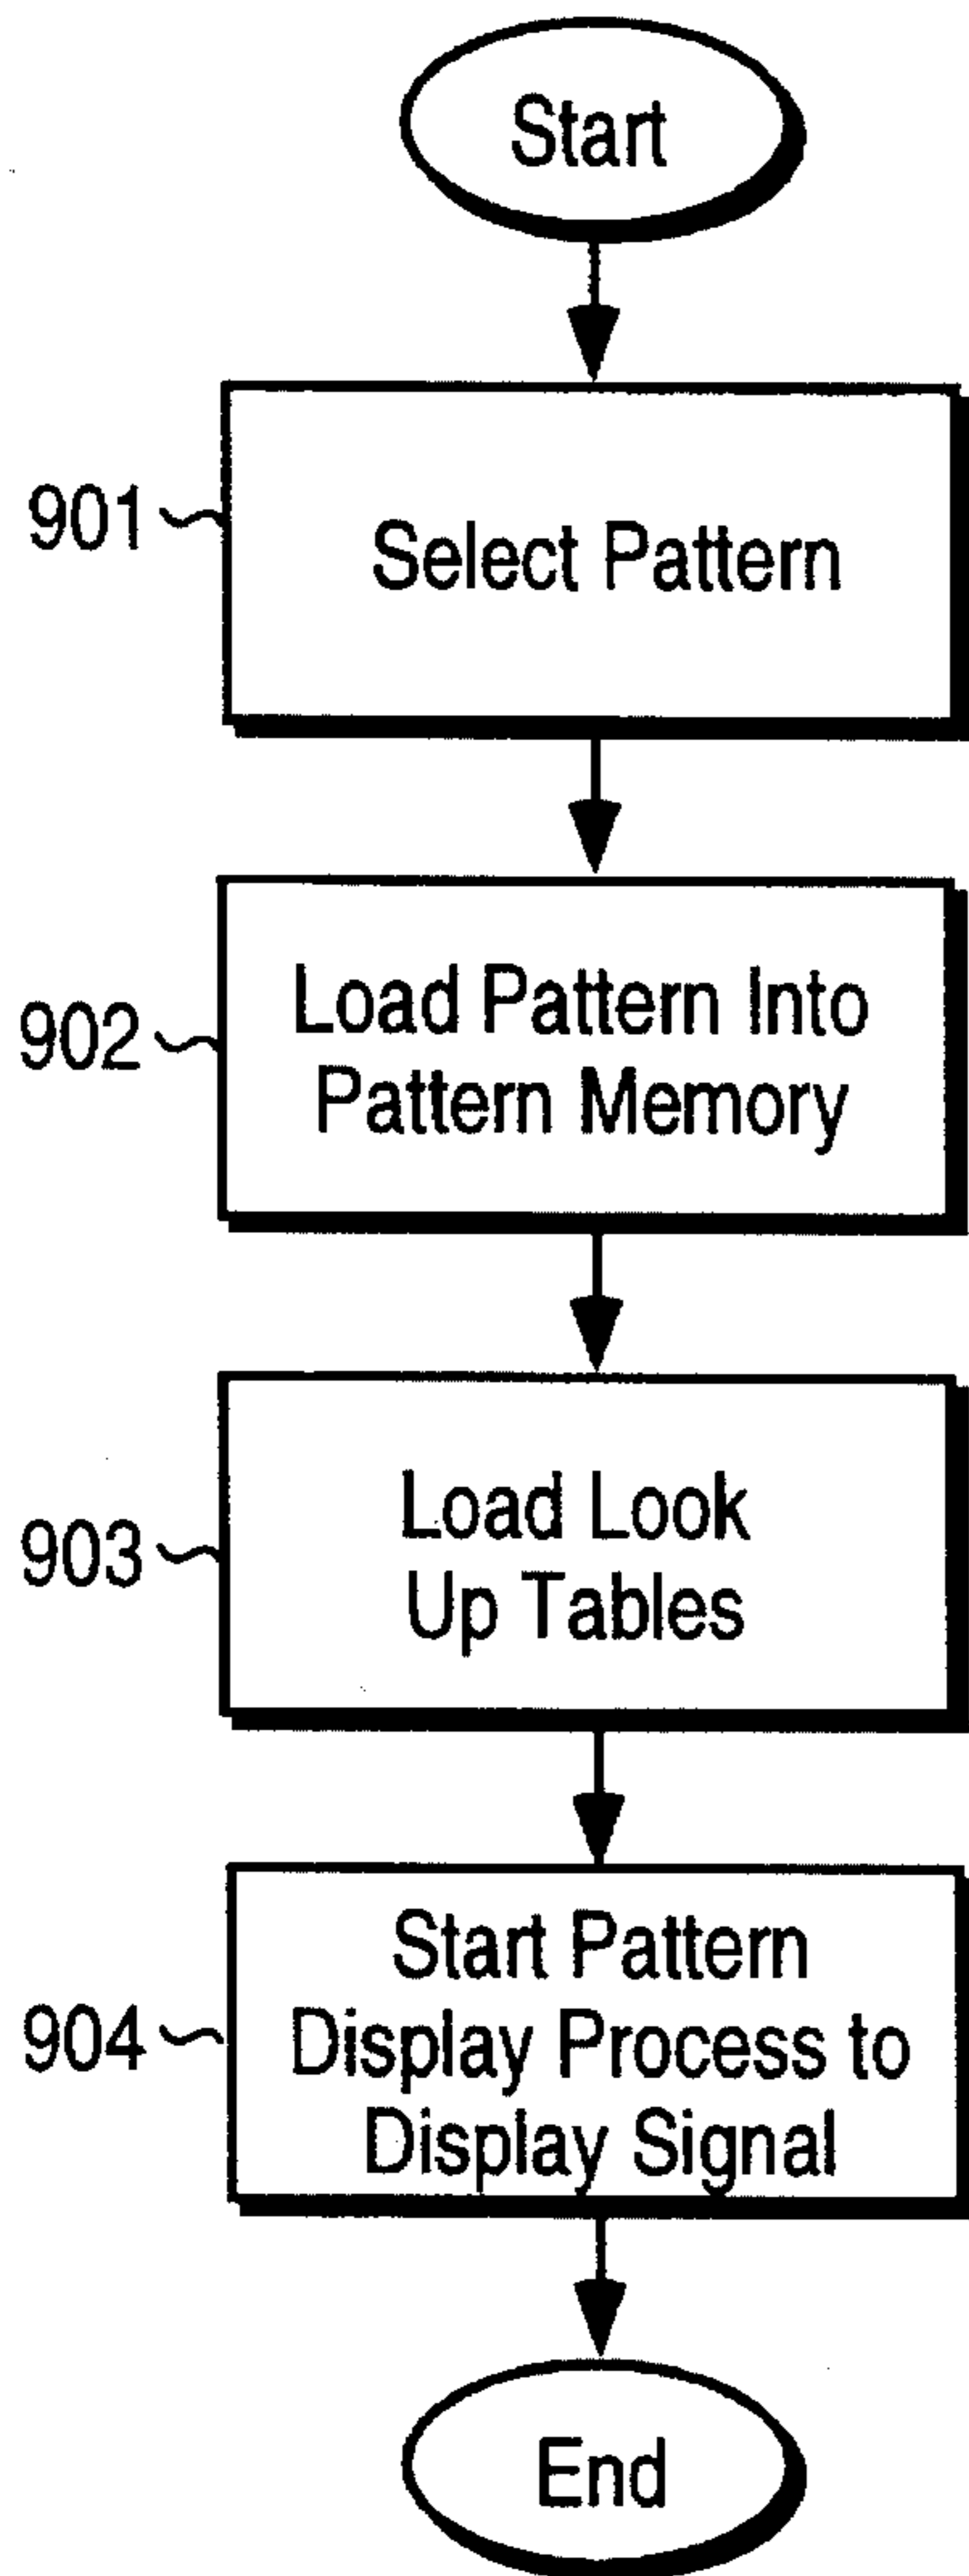 Start
901
Select Pattern
902
Load Pattern Into
Pattern Memory
903
Load Look
Up Tables
904
Start Pattern
Display Process to
Display Signal
End